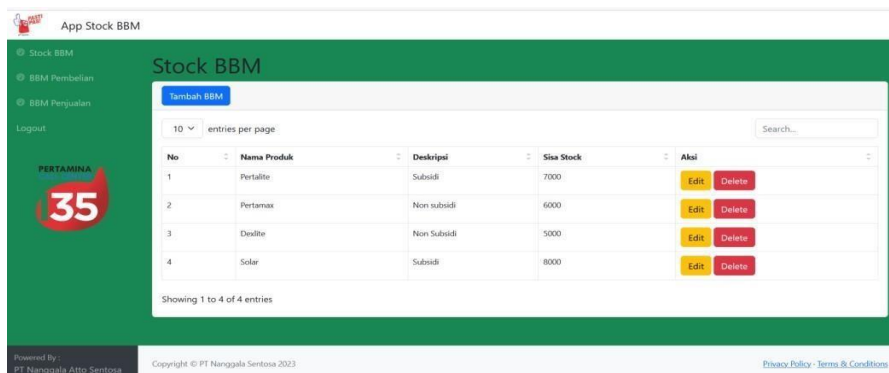 PASTI PAS!
App Stock BBM
Stock BBM
BBM Pembelian
BBM Penjualan
Logout
PERTAMINA
35
Stock BBM
Tambah BBM
10 entries per page
Search...
No Nama Produk Deskripsi Sisa Stock Aksi
1 Pertalite Subsidi 7000 Edit Delete
2 Pertamax Non subsidi 6000 Edit Delete
3 Dexlite Non Subsidi 5000 Edit Delete
4 Solar Subsidi 8000 Edit Delete
Showing 1 to 4 of 4 entries
Powered By :
PT Nanggala Atto Sentosa
Copyright © PT Nanggala Sentosa 2023
Privacy Policy · Terms & Conditions